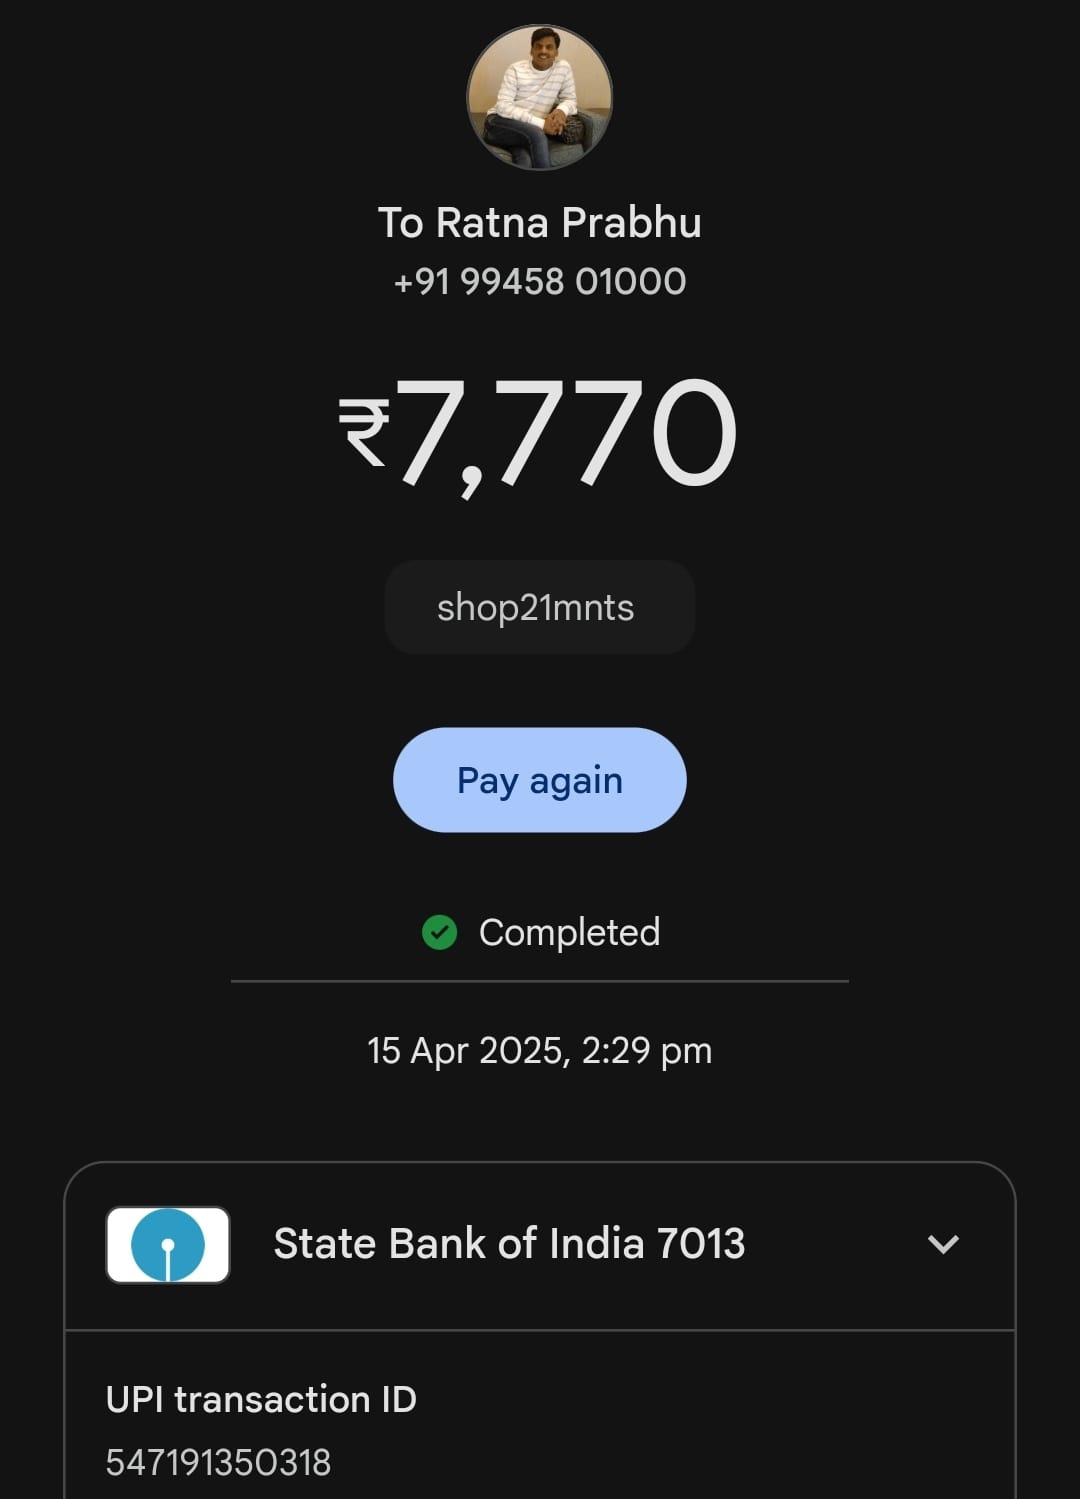 To Ratna Prabhu
+91 99458 01000
₹7,770
shop21mnts
Pay again
Completed
15 Apr 2025, 2:29 pm
State Bank of India 7013
UPI transaction ID
547191350318